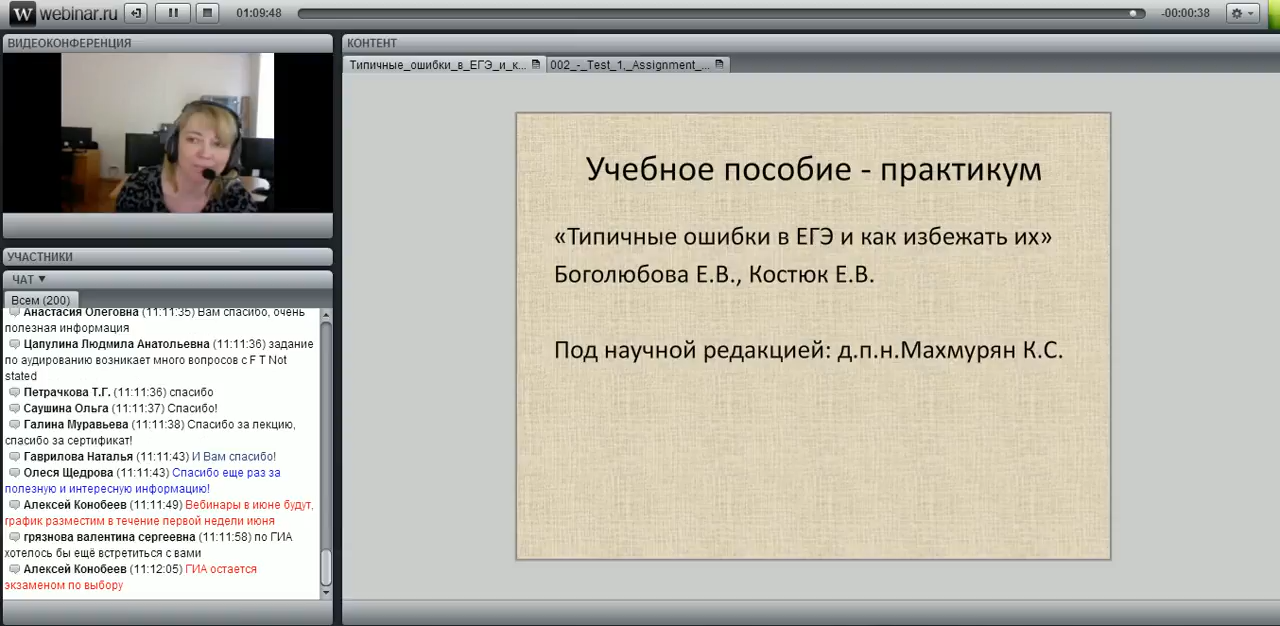 W webinar.ru
01:09:48
-00:00:38
ВИДЕОКОНФЕРЕНЦИЯ
УЧАСТНИКИ
ЧАТ
Всем (200)
Анастасия Олеговна (11:11:35) Вам спасибо, очень
полезная информация
Цапулина Людмила Анатольевна (11:11:36) задание
по аудированию возникает много вопросов с F T Not
stated
Петрачкова Т.Г. (11:11:36) спасибо
Саушина Ольга (11:11:37) Спасибо!
Галина Муравьева (11:11:38) Спасибо за лекцию,
спасибо за сертификат!
Гаврилова Наталья (11:11:43) И Вам спасибо!
Олеся Щедрова (11:11:43) Спасибо еще раз за
полезную и интересную информацию!
Алексей Конобеев (11:11:49) Вебинары в июне будут,
график разместим в течение первой недели июня
грязнова валентина сергеевна (11:11:58) по ГИА
хотелось бы ещё встретиться с вами
Алексей Конобеев (11:12:05) ГИА остается
экзаменом по выбору
КОНТЕНТ
Типичные_ошибки_в_ЕГЭ_и_к... 002_-_Test_1,_Assignment_...
Учебное пособие - практикум
«Типичные ошибки в ЕГЭ и как избежать их»
Боголюбова Е.В., Костюк Е.В.
Под научной редакцией: д.п.н.Махмурян К.С.